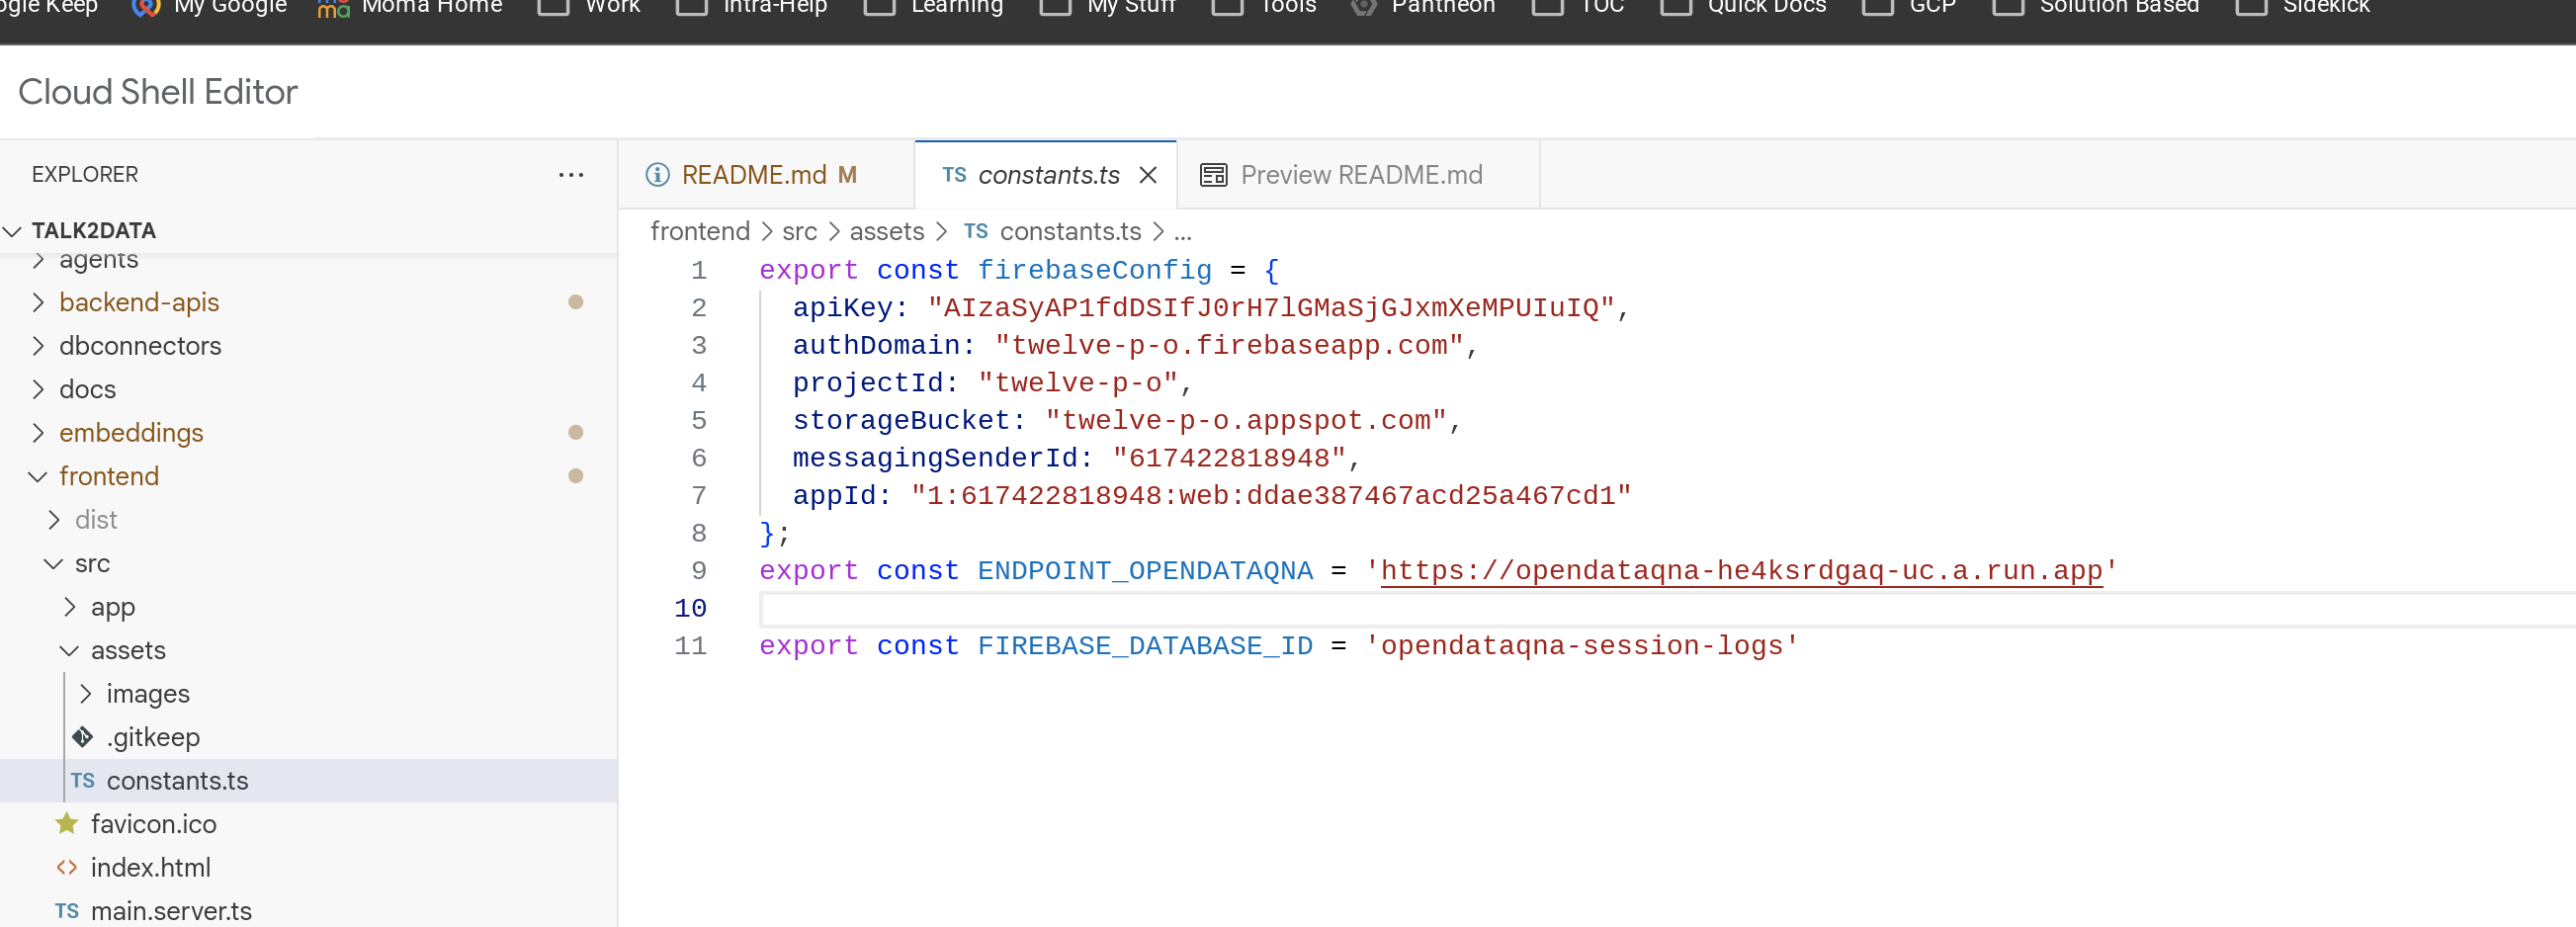 ogle Keep My Google Moma Home Work Intra-Help Learning My Stuff Tools Pantheon TOC Quick Docs GCP Solution Based Sidekick
Cloud Shell Editor
EXPLORER
TALK2DATA
agents
backend-apis
dbconnectors
docs
embeddings
frontend
dist
src
app
assets
images
.gitkeep
TS constants.ts
favicon.ico
index.html
TS main.server.ts
README.md M TS constants.ts Preview README.md
frontend > src > assets > TS constants.ts > ...
1 export const firebaseConfig = {
2 apiKey: "AIzaSyAP1fdDSIfJ0rH7lGMaSjGJxmXeMPUIuIQ",
3 authDomain: "twelve-p-o.firebaseapp.com",
4 projectId: "twelve-p-o",
5 storageBucket: "twelve-p-o.appspot.com",
6 messagingSenderId: "617422818948",
7 appId: "1:617422818948:web:ddae387467acd25a467cd1"
8 };
9 export const ENDPOINT_OPENDATAQNA = 'https://opendataqna-he4ksrdgaq-uc.a.run.app'
10
11 export const FIREBASE_DATABASE_ID = 'opendataqna-session-logs'